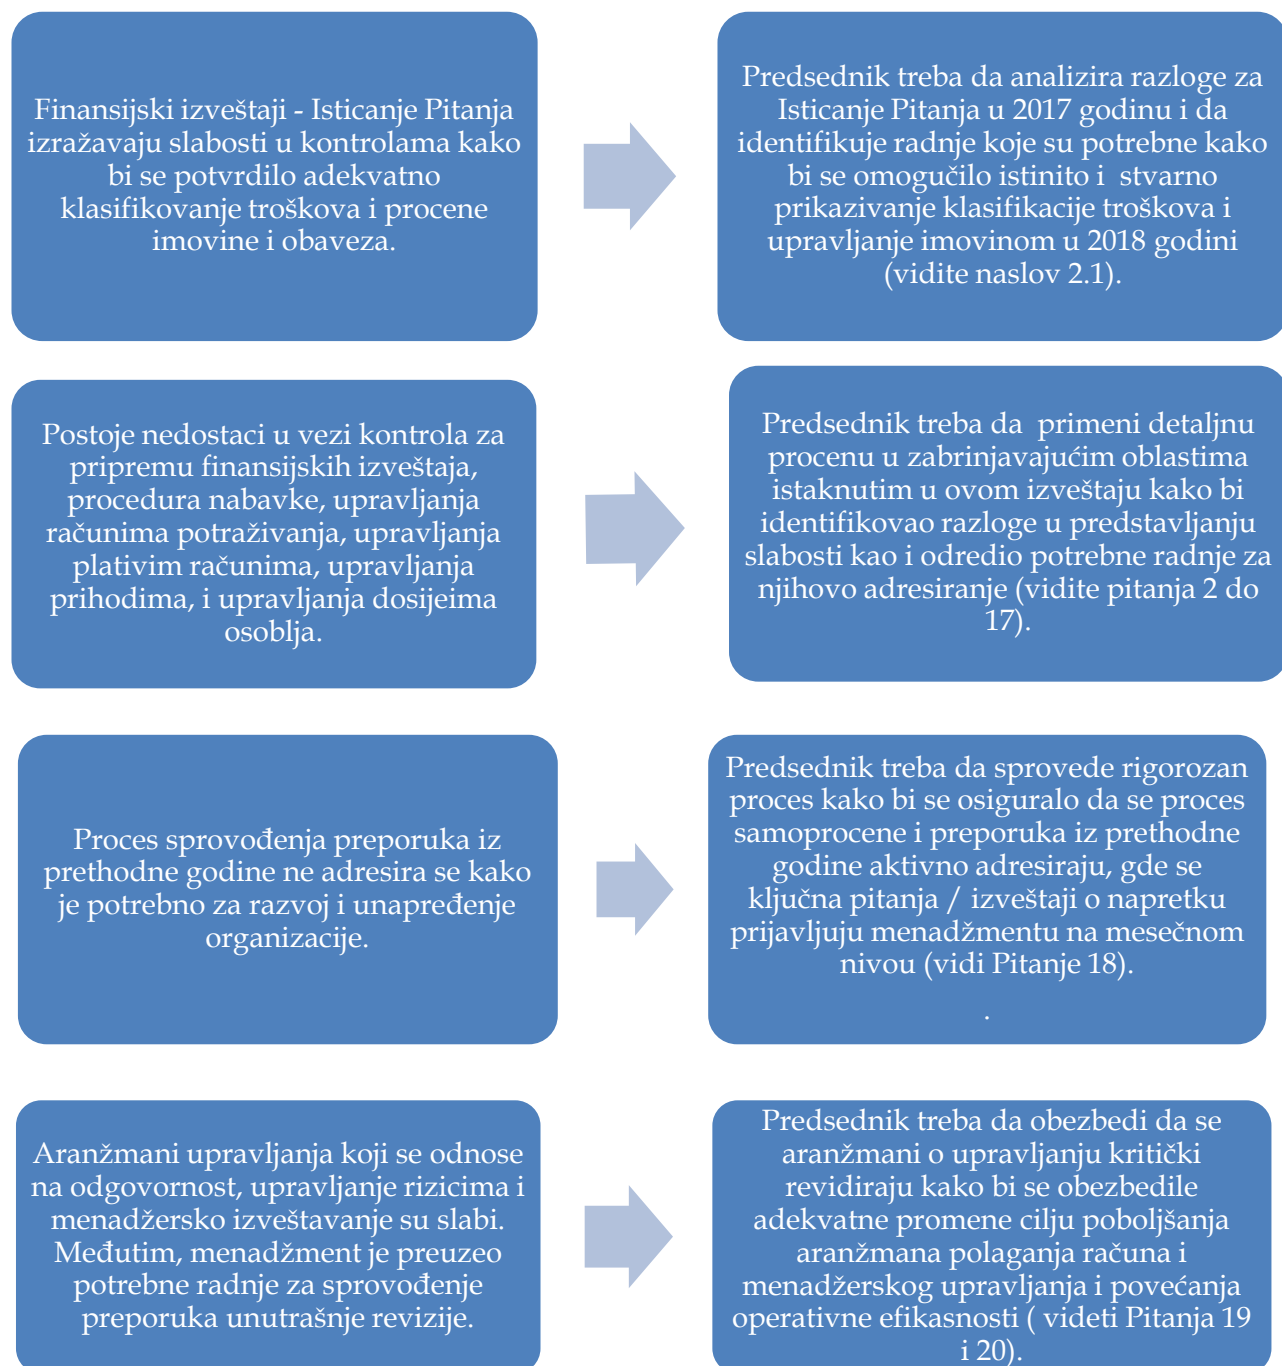 Finansijski izveštaji - Isticanje Pitanja
izražavaju slabosti u kontrolama kako
bi se potvrdilo adekvatno
klasifikovanje troškova i procene
imovine i obaveza.
Predsednik treba da analizira razloge za
Isticanje Pitanja u 2017 godinu i da
identifikuje radnje koje su potrebne kako
bi se omogučilo istinito i stvarno
prikazivanje klasifikacije troškova i
upravljanje imovinom u 2018 godini
(vidite naslov 2.1).
Postoje nedostaci u vezi kontrola za
pripremu finansijskih izveštaja,
procedura nabavke, upravljanja
računima potraživanja, upravljanja
plativim računima, upravljanja
prihodima, i upravljanja dosijeima
osoblja.
Predsednik treba da primeni detaljnu
procenu u zabrinjavajućim oblastima
istaknutim u ovom izveštaju kako bi
identifikovao razloge u predstavljanju
slabosti kao i odredio potrebne radnje za
njihovo adresiranje (vidite pitanja 2 do
17).
Proces sprovođenja preporuka iz
prethodne godine ne adresira se kako
je potrebno za razvoj i unapređenje
organizacije.
Predsednik treba da sprovede rigorozan
proces kako bi se osiguralo da se proces
samoprocene i preporuka iz prethodne
godine aktivno adresiraju, gde se
ključna pitanja / izveštaji o napretku
prijavljuju menadžmentu na mesečnom
nivou (vidi Pitanje 18).
.
Aranžmani upravljanja koji se odnose
na odgovornost, upravljanje rizicima i
menadžersko izveštavanje su slabi.
Međutim, menadžment je preuzeo
potrebne radnje za sprovođenje
preporuka unutrašnje revizije.
Predsednik treba da obezbedi da se
aranžmani o upravljanju kritički
revidiraju kako bi se obezbedile
adekvatne promene cilju poboljšanja
aranžmana polaganja računa i
menadžerskog upravljanja i povećanja
operativne efikasnosti ( videti Pitanja 19
i 20).